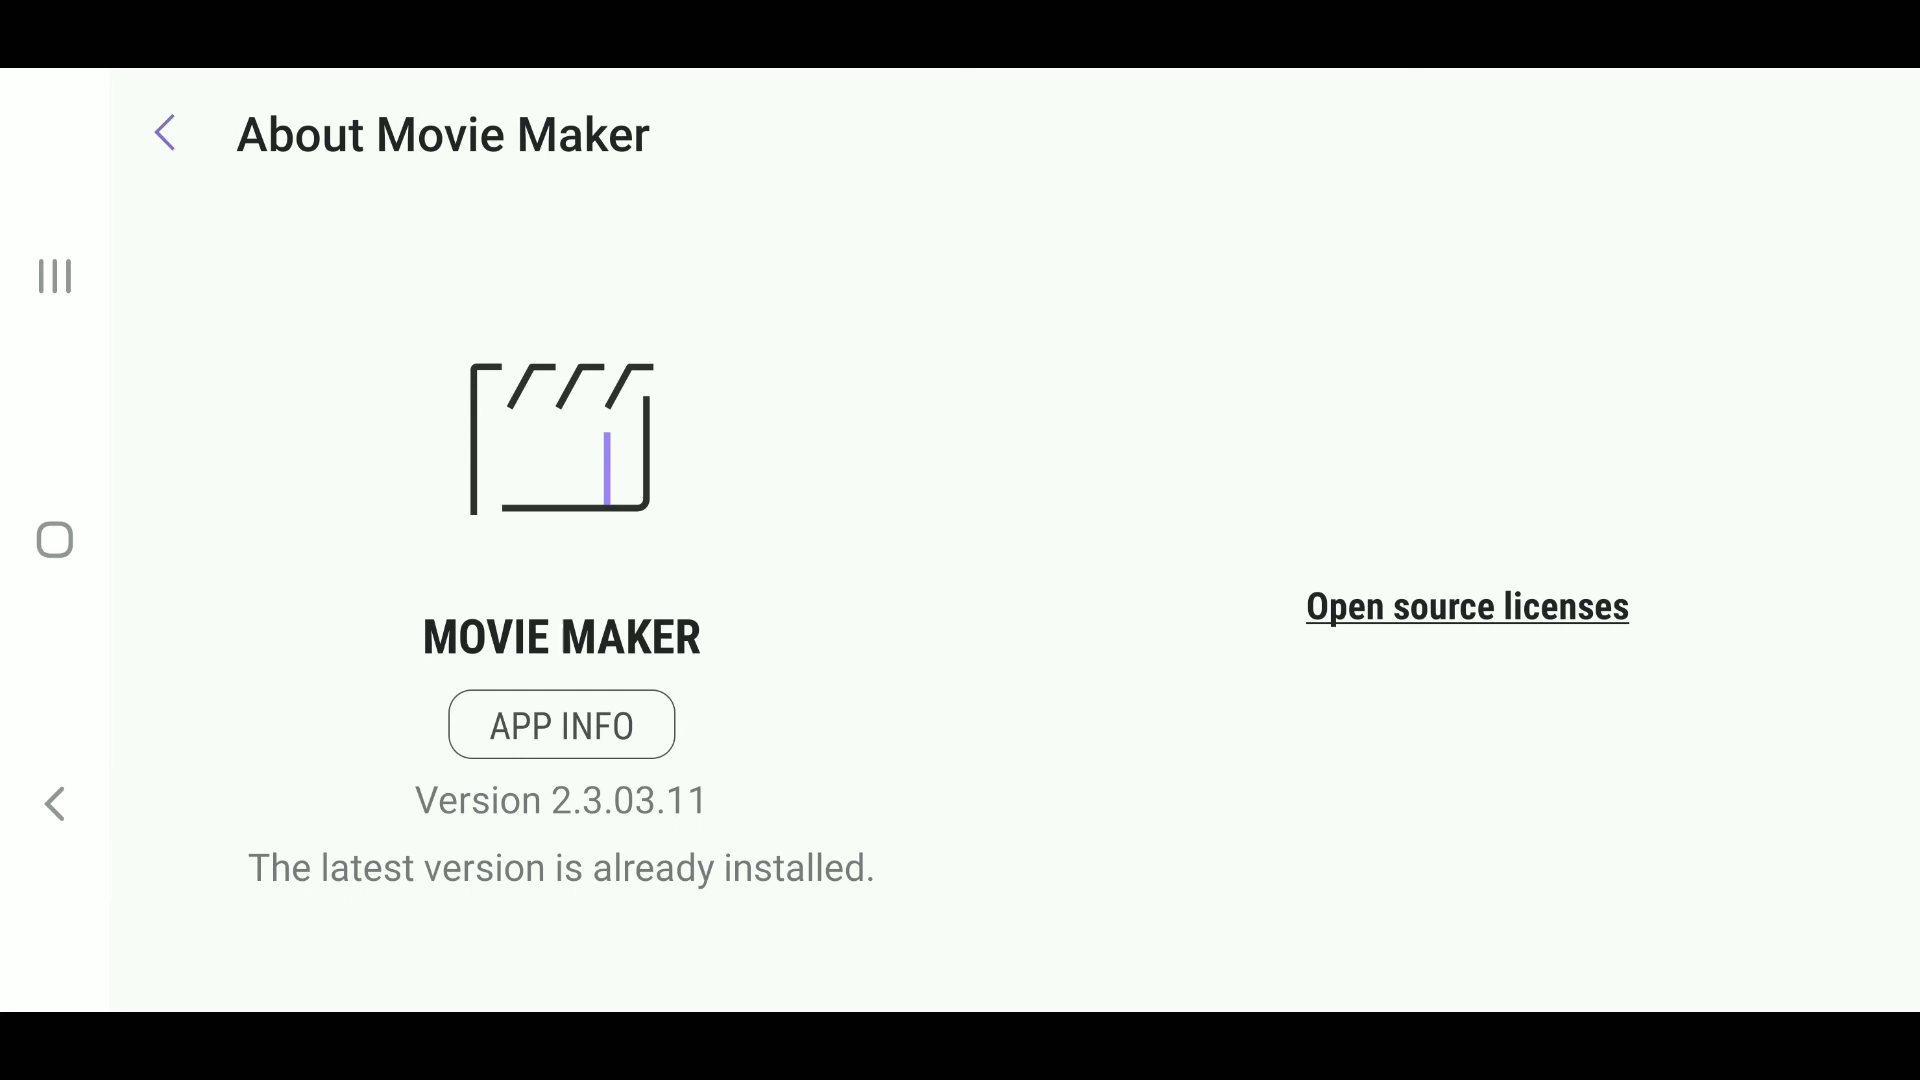 About Movie Maker
MOVIE MAKER
APP INFO
Version 2.3.03.11
The latest version is already installed.
Open source licenses